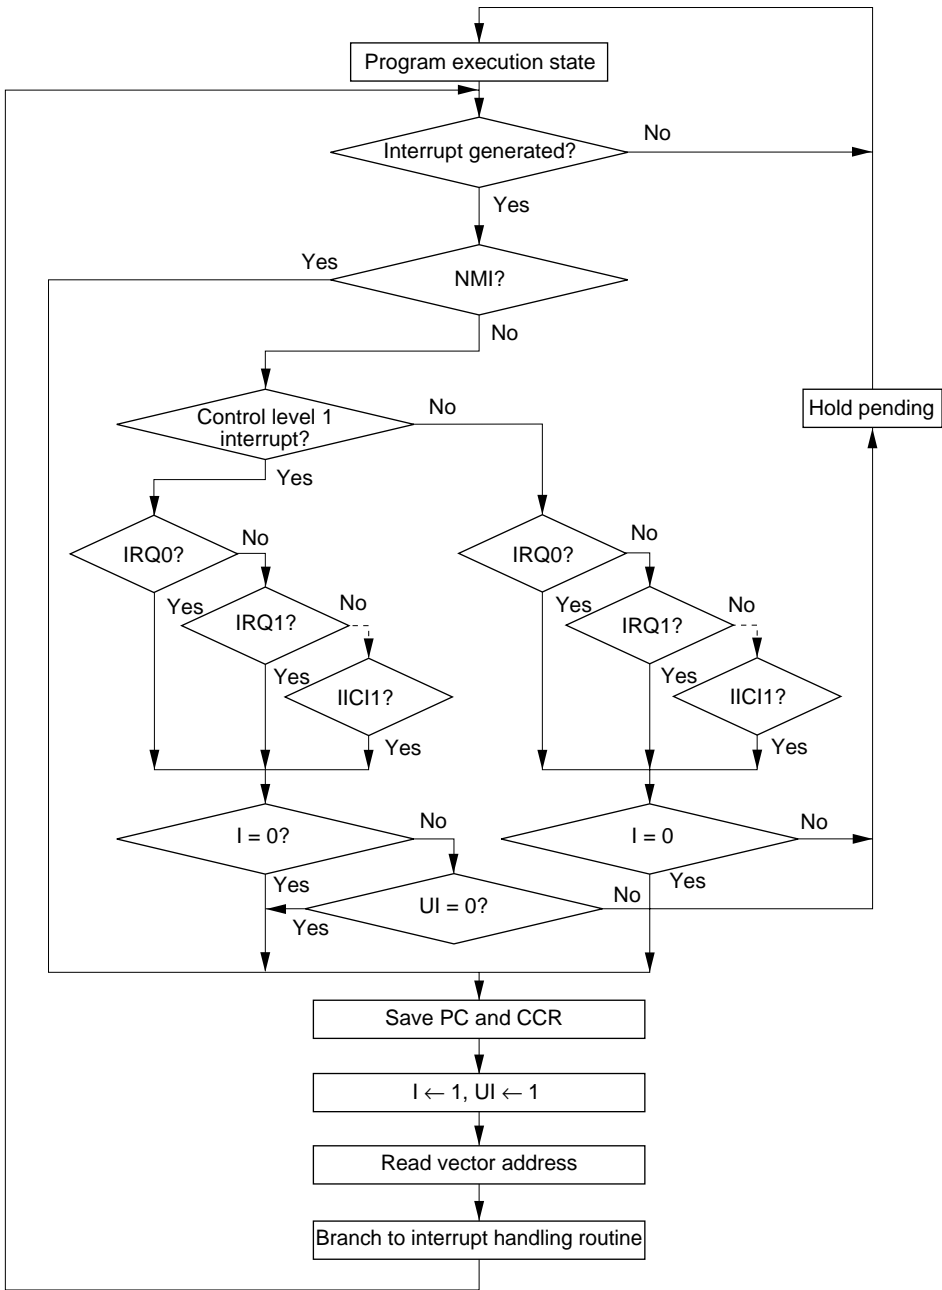 Program execution state
Interrupt generated?
No
Yes
Yes
NMI?
No
Control level 1
interrupt?
No
Hold pending
Yes
IRQ0?
No
IRQ0?
No
Yes
IRQ1?
No
Yes
IRQ1?
No
Yes
IICI1?
Yes
IICI1?
Yes
Yes
I = 0?
No
I = 0
No
Yes
Yes
UI = 0?
No
Yes
Save PC and CCR
I ← 1, UI ← 1
Read vector address
Branch to interrupt handling routine